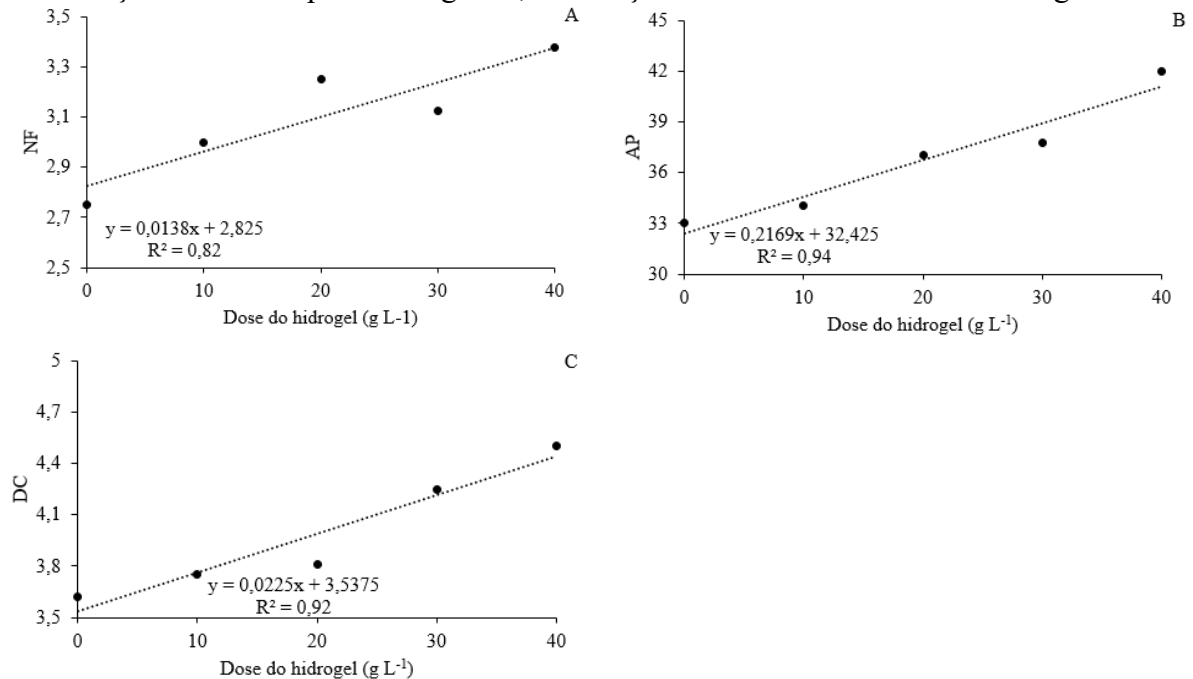 A
3,5
3,3
3,1
2,9
2,7
2,5
NF
y = 0,0138x + 2,825
R² = 0,82
0 10 20 30 40
Dose do hidrogel (g L-1)
B
45
42
39
36
33
30
AP
y = 0,2169x + 32,425
R² = 0,94
0 10 20 30 40
Dose do hidrogel (g L⁻¹)
C
5
4,7
4,4
4,1
3,8
3,5
DC
y = 0,0225x + 3,5375
R² = 0,92
0 10 20 30 40
Dose do hidrogel (g L⁻¹)